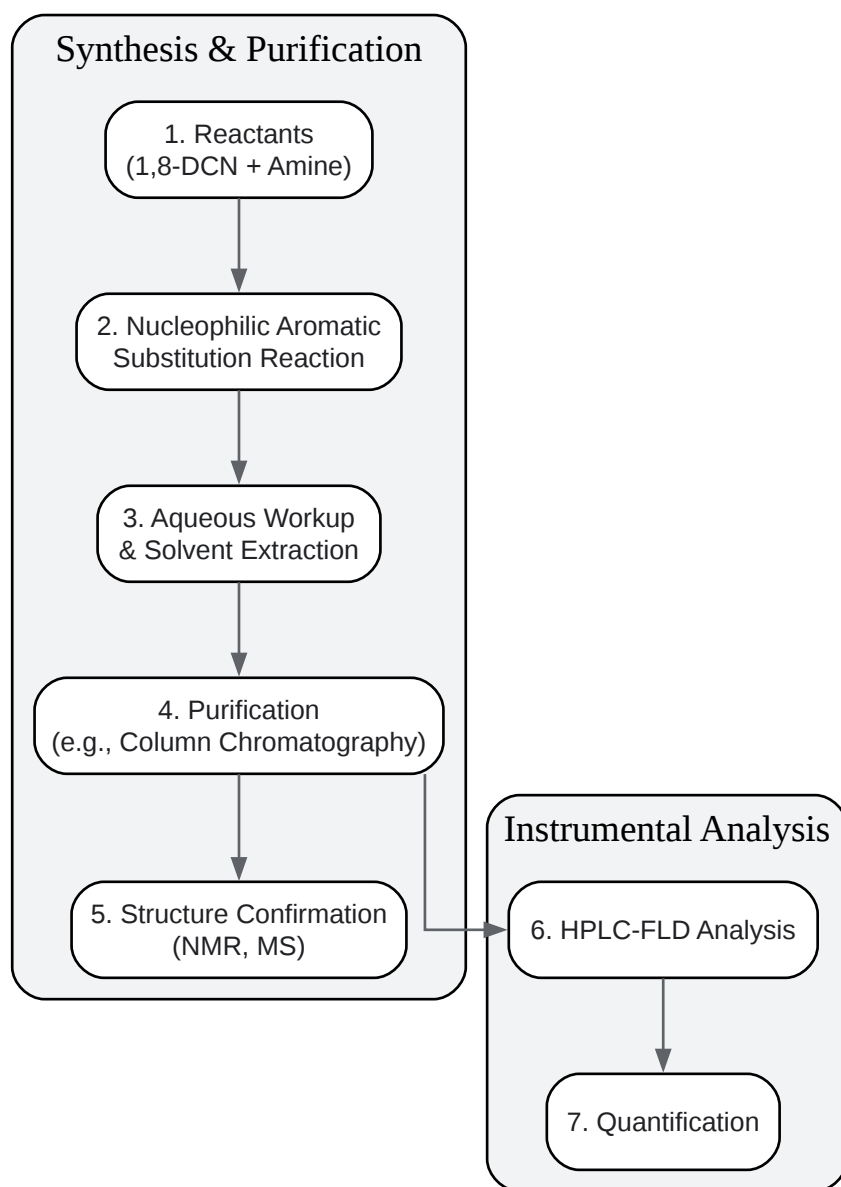 Synthesis & Purification
1. Reactants
(1,8-DCN + Amine)
2. Nucleophilic Aromatic
Substitution Reaction
3. Aqueous Workup
& Solvent Extraction
4. Purification
(e.g., Column Chromatography)
5. Structure Confirmation
(NMR, MS)
Instrumental Analysis
6. HPLC-FLD Analysis
7. Quantification